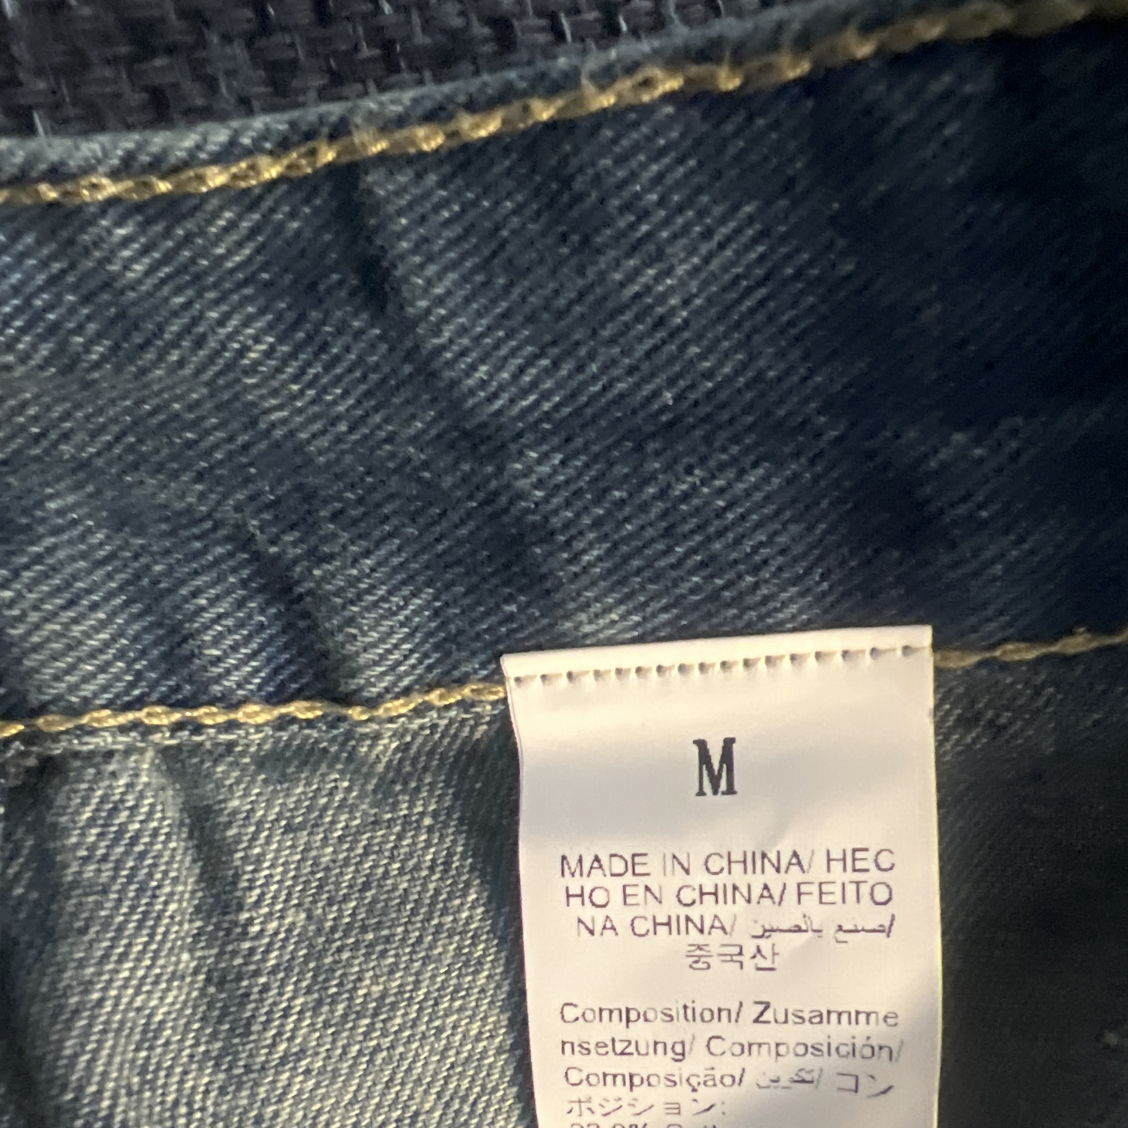 M
MADE IN CHINA/ HEC
HO EN CHINA/ FEITO
NA CHINA/ صنع بالصين/
중국산
Composition/ Zusamme
nsetzung/ Composición/
Composição/ تكوين/ コン
ポジション: